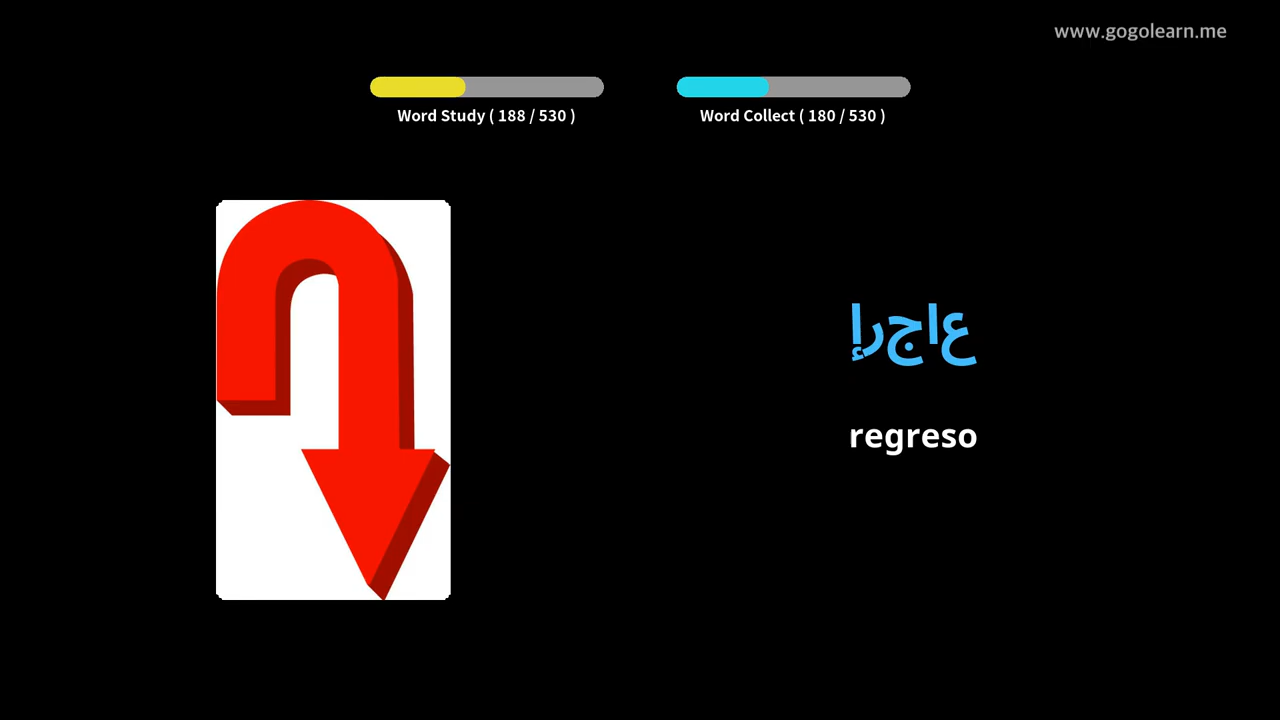 www.gogolearn.me
Word Study ( 188 / 530 )
Word Collect ( 180 / 530 )
إرجاع
regreso